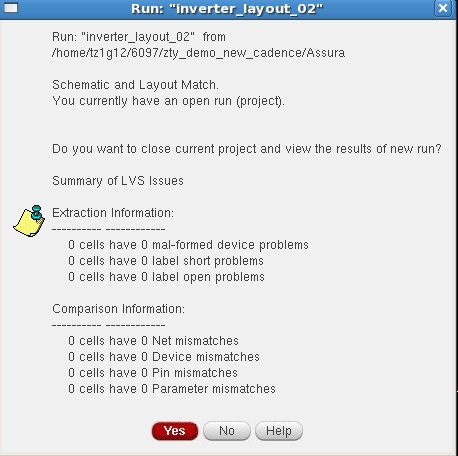 Run: "inverter_layout_02"
Run: "inverter_layout_02" from
/home/tz1g12/6097/zty_demo_new_cadence/Assura
Schematic and Layout Match.
You currently have an open run (project).
Do you want to close current project and view the results of new run?
Summary of LVS Issues
Extraction Information:
---------- ------------
0 cells have 0 mal-formed device problems
0 cells have 0 label short problems
0 cells have 0 label open problems
Comparison Information:
---------- ------------
0 cells have 0 Net mismatches
0 cells have 0 Device mismatches
0 cells have 0 Pin mismatches
0 cells have 0 Parameter mismatches
Yes No Help